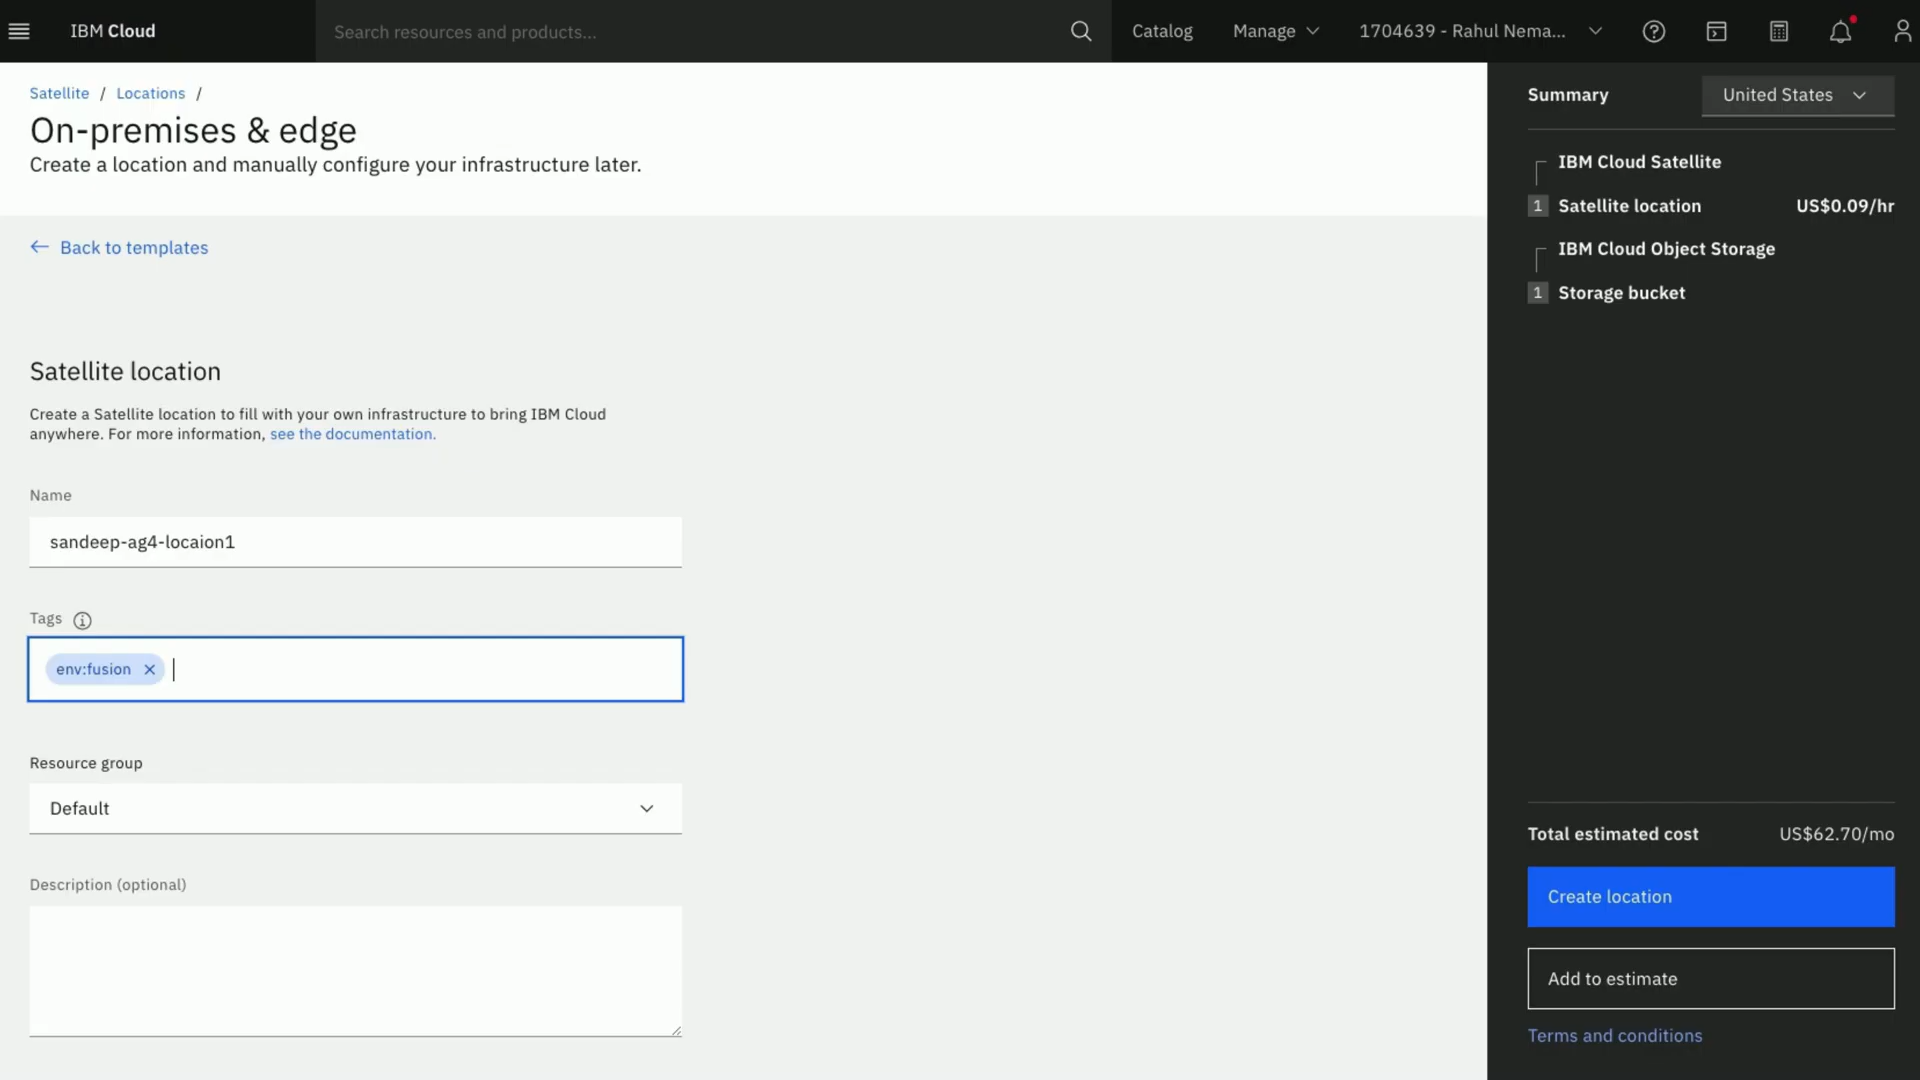 IBM Cloud
Search resources and products...
Catalog
Manage
1704639 - Rahul Nema...
Satellite / Locations /
On-premises & edge
Create a location and manually configure your infrastructure later.
← Back to templates
Satellite location
Create a Satellite location to fill with your own infrastructure to bring IBM Cloud
anywhere. For more information, see the documentation.
Name
sandeep-ag4-locaion1
Tags
env:fusion
Resource group
Default
Description (optional)
Summary
United States
IBM Cloud Satellite
1 Satellite location US$0.09/hr
IBM Cloud Object Storage
1 Storage bucket
Total estimated cost US$62.70/mo
Create location
Add to estimate
Terms and conditions